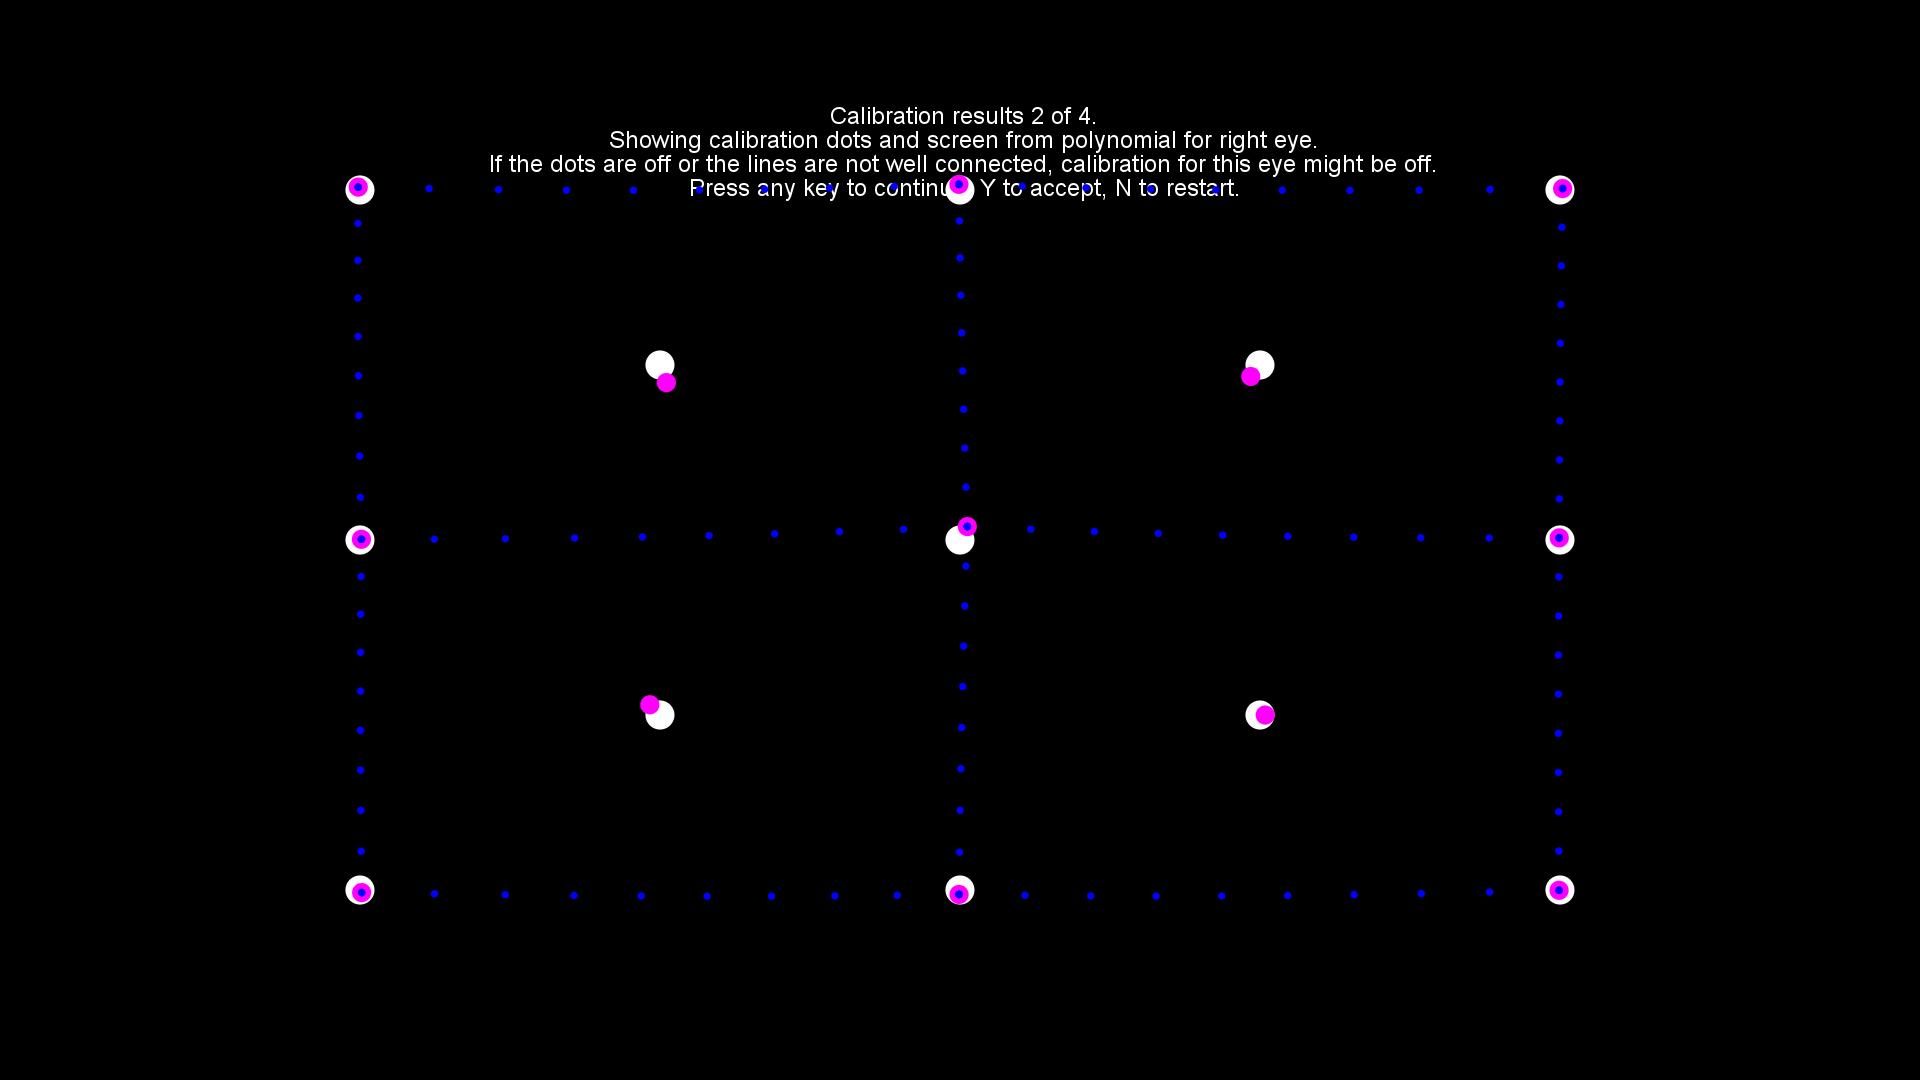 Calibration results 2 of 4.
Showing calibration dots and screen from polynomial for right eye.
If the dots are off or the lines are not well connected, calibration for this eye might be off.
Press any key to continue, Y to accept, N to restart.